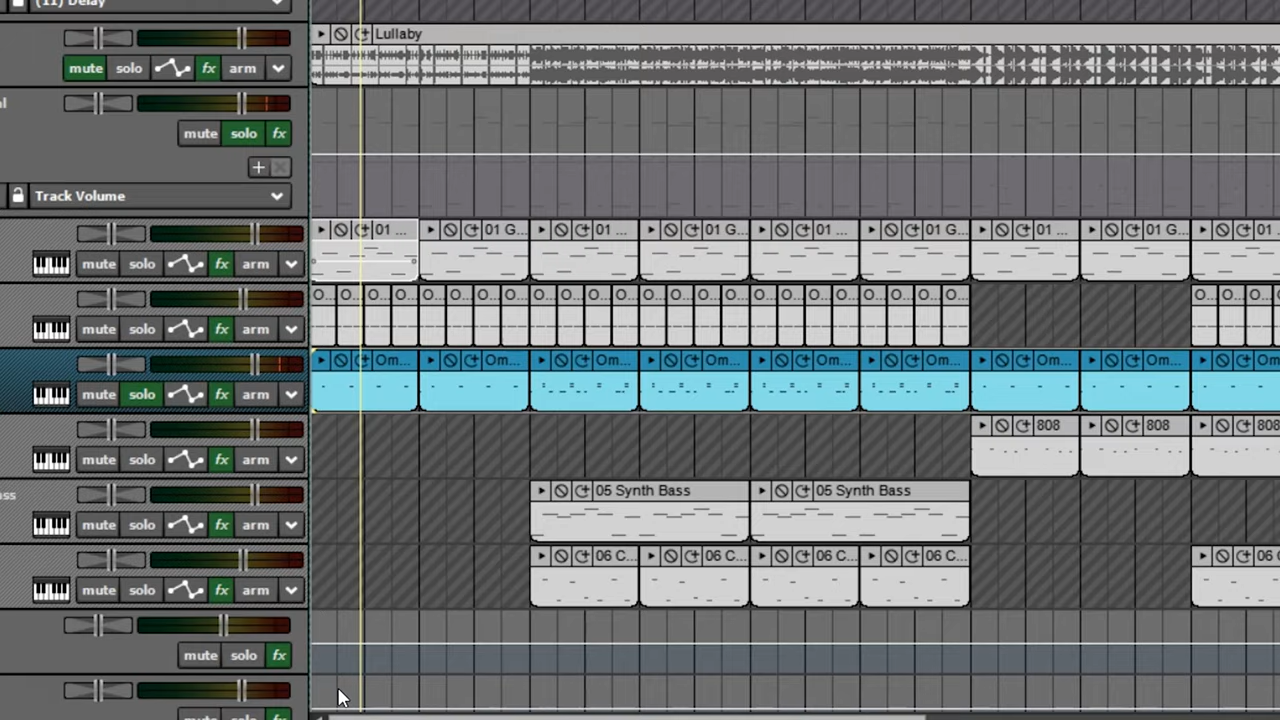 (11) Delay
Lullaby
mute solo fx arm
al
mute solo fx
Track Volume
01 ... 01 G... 01 ... 01 G... 01 ... 01 G... 01 ... 01 G... 01 ...
mute solo fx arm
O... O... O... O... O... O... O... O... O... O... O... O... O... O... O... O... O... O... O... O... O... O... O... O... O... O... O...
mute solo fx arm
Om... Om... Om... Om... Om... Om... Om... Om... Om...
mute solo fx arm
808 808 808
mute solo fx arm
ass
05 Synth Bass 05 Synth Bass
mute solo fx arm
06 C... 06 C... 06 C... 06 C... 06
mute solo fx arm
mute solo fx